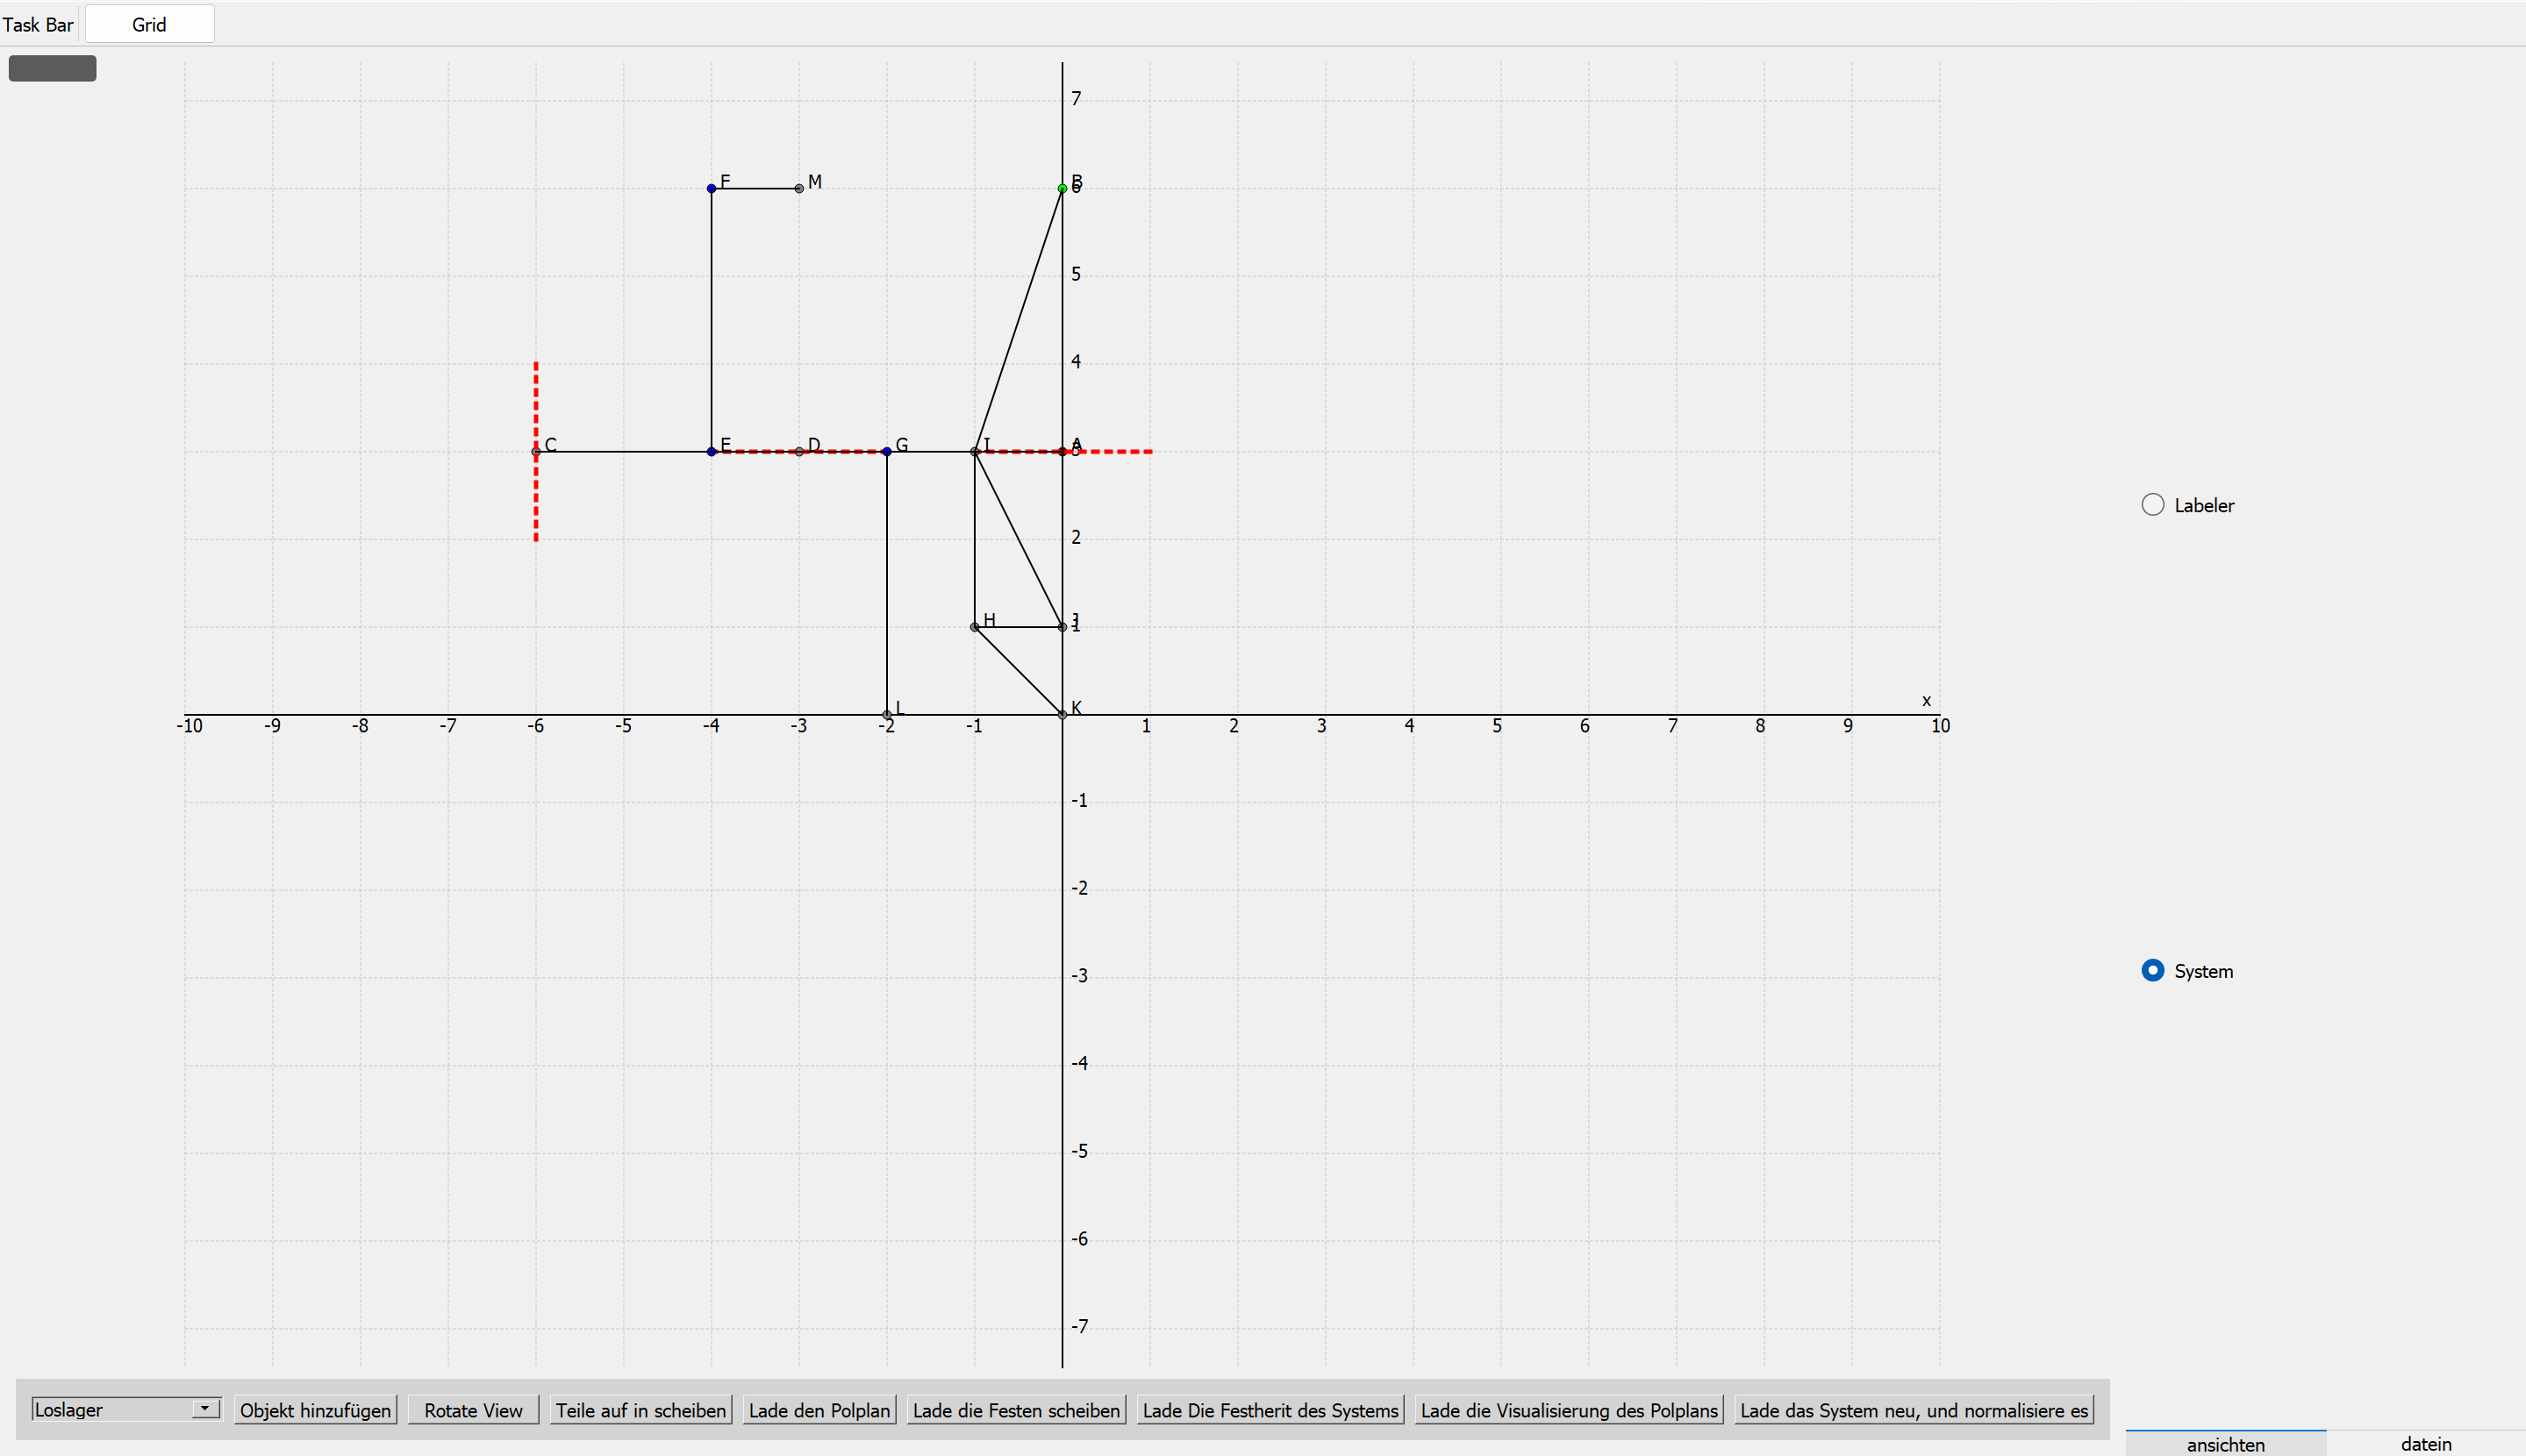 Task Bar Grid
7
F M B
5
4
C E D G I A
2
H
1
L K
x
-10 -9 -8 -7 -6 -5 -4 -3 -2 -1 1 2 3 4 5 6 7 8 9 10
-1
-2
-3
-4
-5
-6
-7
Labeler
System
Loslager Objekt hinzufügen Rotate View Teile auf in scheiben Lade den Polplan Lade die Festen scheiben Lade Die Festherit des Systems Lade die Visualisierung des Polplans Lade das System neu, und normalisiere es
ansichten datein